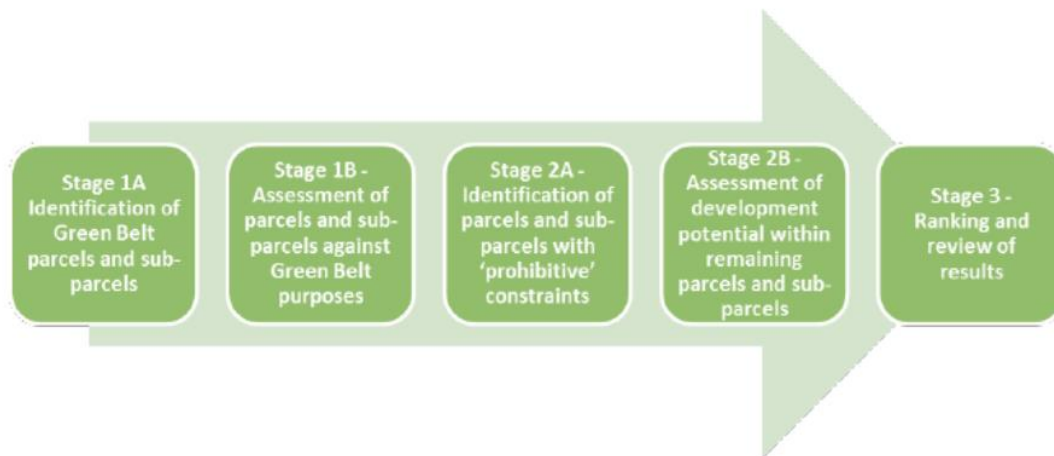 Stage 1A
Identification of
Green Belt
parcels and sub-
parcels
Stage 1B -
Assessment of
parcels and sub-
parcels against
Green Belt
purposes
Stage 2A -
Identification of
parcels and sub-
parcels with
‘prohibitive’
constraints
Stage 2B -
Assessment of
development
potential within
remaining
parcels and sub-
parcels
Stage 3 -
Ranking and
review of
results